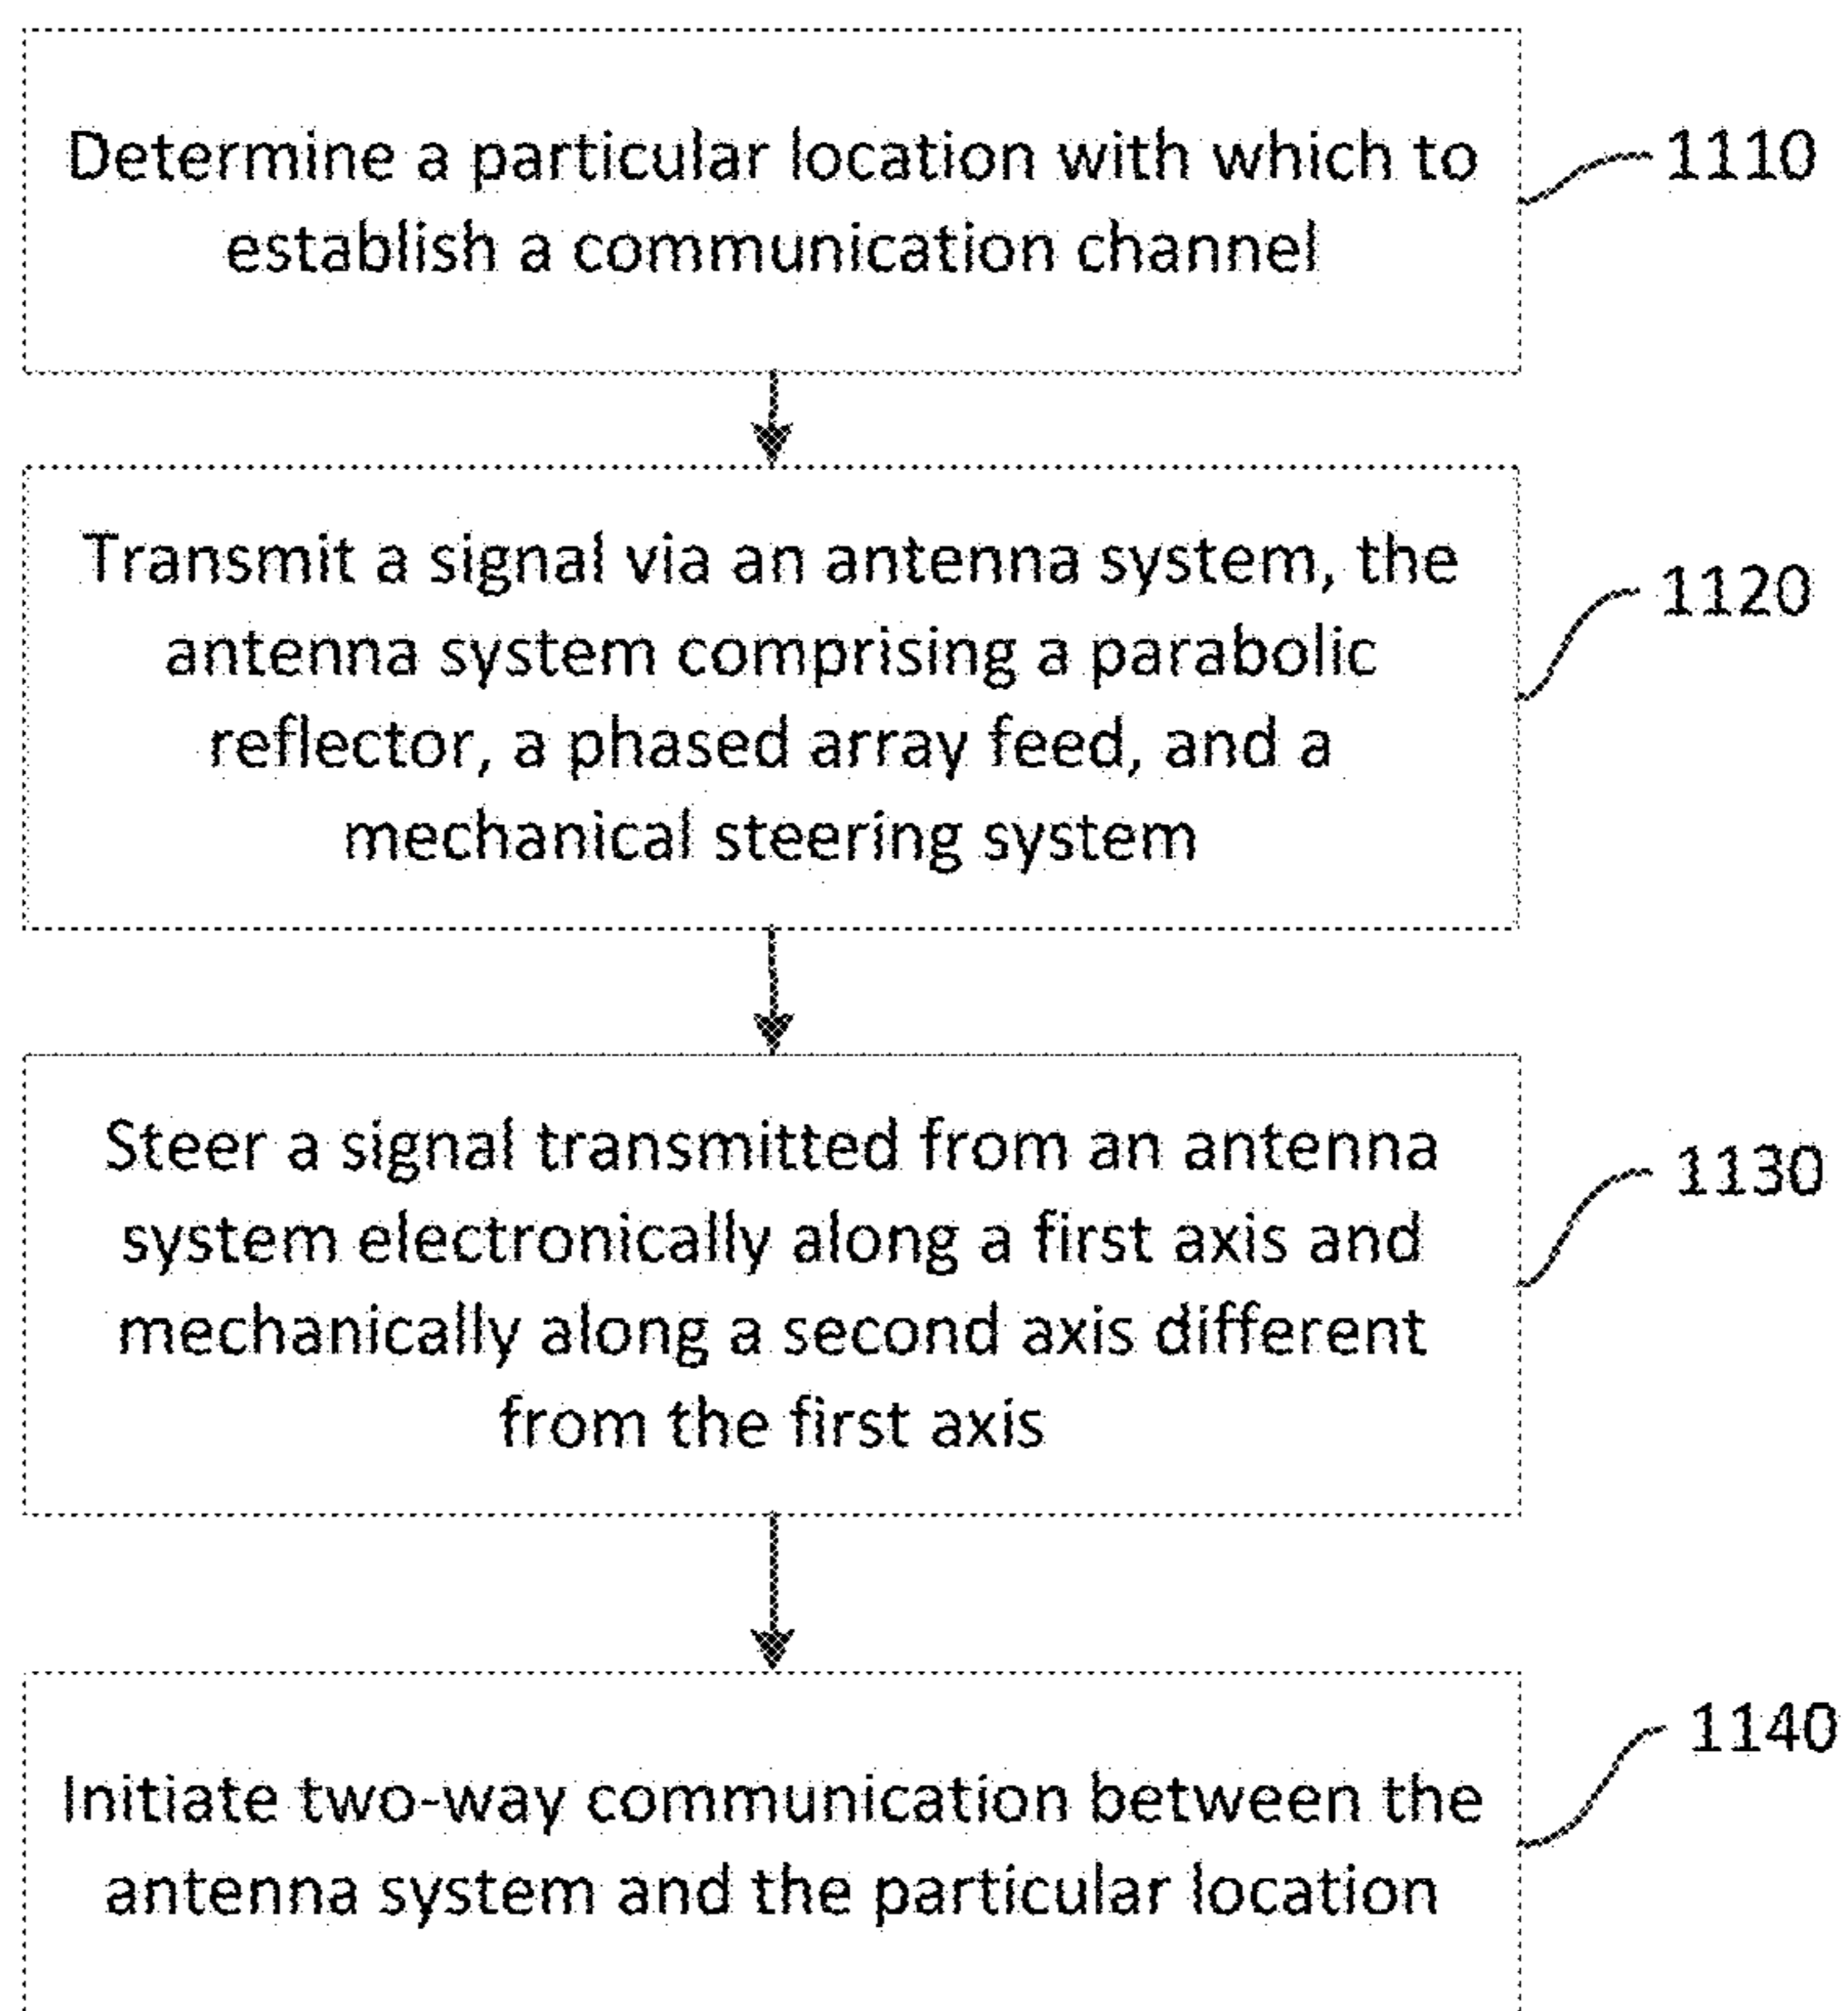 Determine a particular location with which to
establish a communication channel
1110
Transmit a signal via an antenna system, the
antenna system comprising a parabolic
reflector, a phased array feed, and a
mechanical steering system
1120
Steer a signal transmitted from an antenna
system electronically along a first axis and
mechanically along a second axis different
from the first axis
1130
Initiate two-way communication between the
antenna system and the particular location
1140